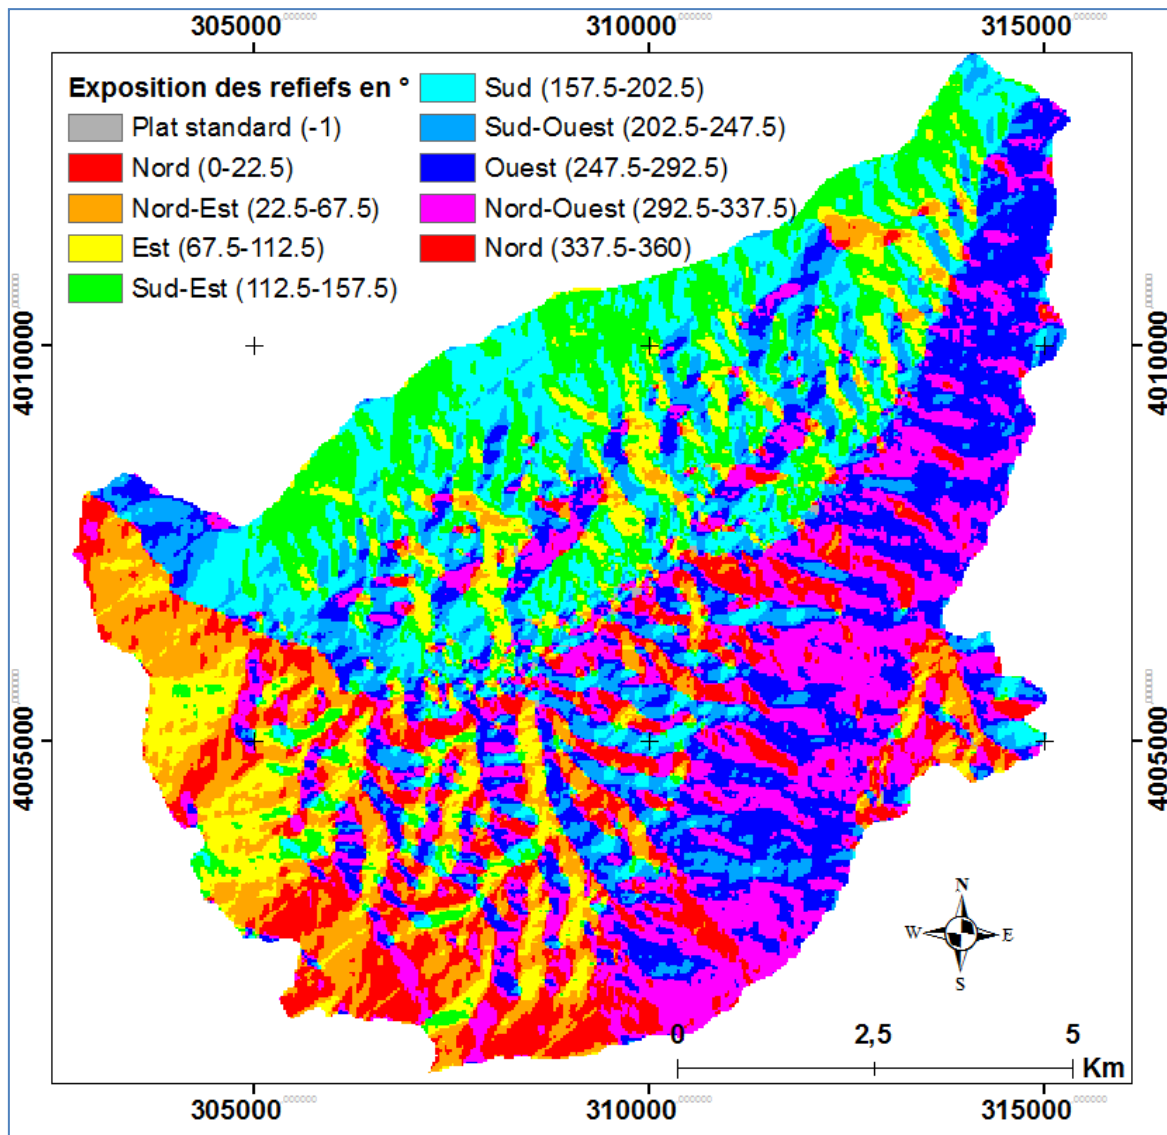 305000 310000 315000
Exposition des refiefs en °
Plat standard (-1)
Nord (0-22.5)
Nord-Est (22.5-67.5)
Est (67.5-112.5)
Sud-Est (112.5-157.5)
Sud (157.5-202.5)
Sud-Ouest (202.5-247.5)
Ouest (247.5-292.5)
Nord-Ouest (292.5-337.5)
Nord (337.5-360)
4010000 4010000
4005000 4005000
N
W E
S
0 2,5 5
Km
305000 310000 315000